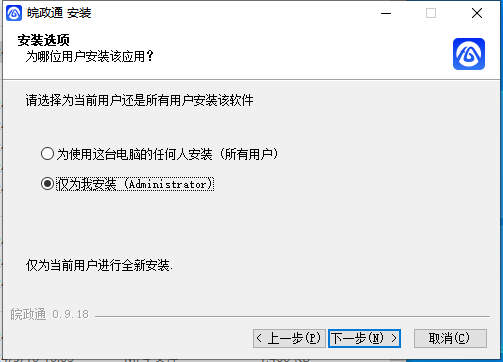 皖政通 安装
安装选项
为哪位用户安装该应用？
请选择为当前用户还是所有用户安装该软件
为使用这台电脑的任何人安装（所有用户）
仅为我安装 (Administrator)
仅为当前用户进行全新安装.
皖政通 0.9.18
< 上一步(P)
下一步(N) >
取消(C)